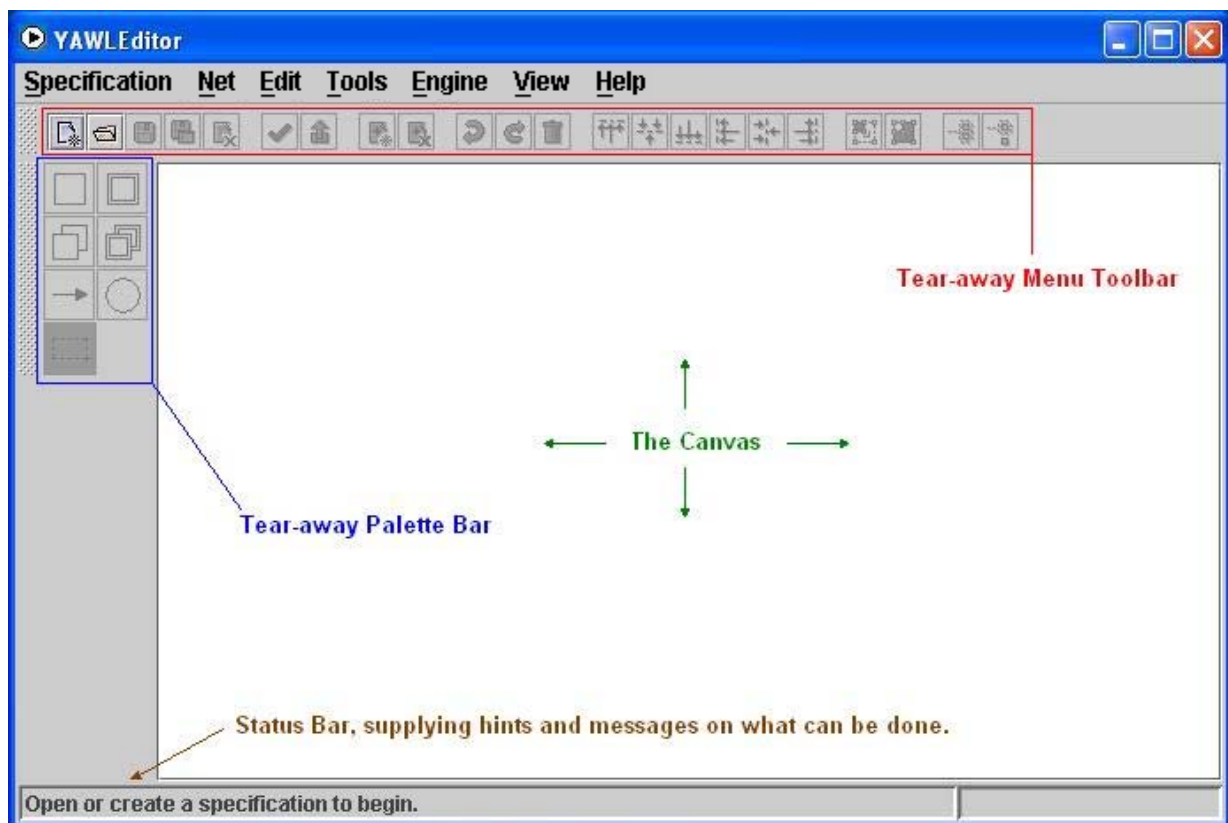 YAWLEditor
Specification Net Edit Tools Engine View Help
Tear-away Menu Toolbar
The Canvas
Tear-away Palette Bar
Status Bar, supplying hints and messages on what can be done.
Open or create a specification to begin.